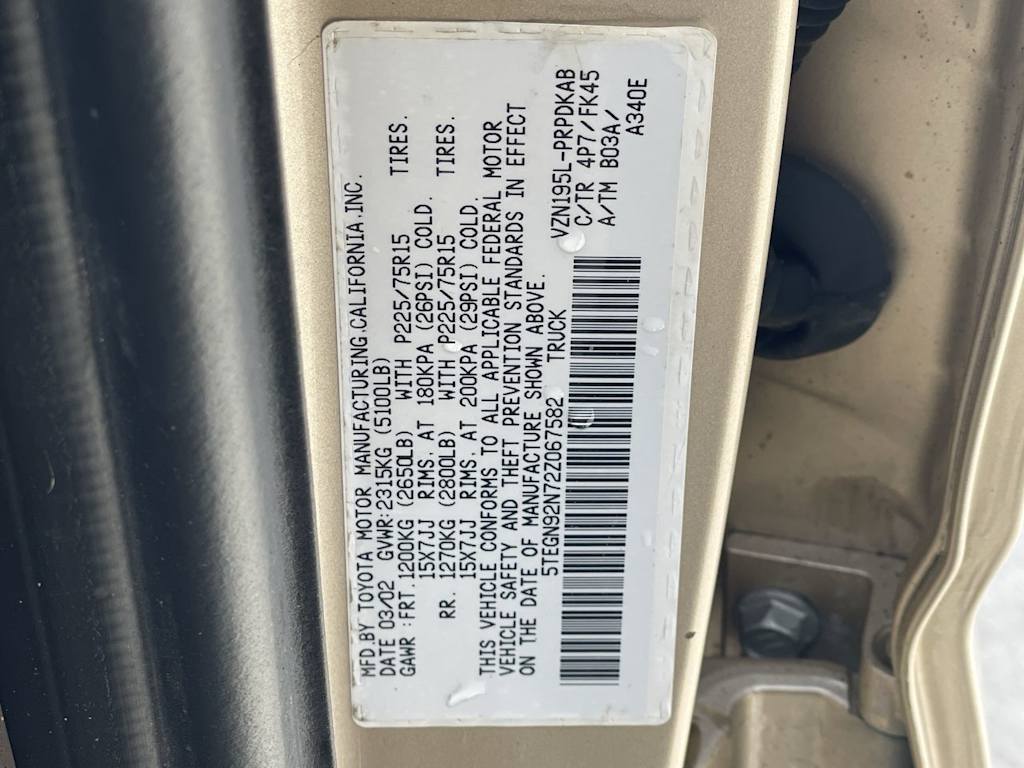 MFD.BY TOYOTA MOTOR MANUFACTURING.CALIFORNIA.INC.
DATE 03/02 GVWR:2315KG (5100LB)
GAWR :FRT.1200KG (2650LB) WITH P225/75R15 TIRES.
15X7JJ RIMS.AT 180KPA (26PSI) COLD.
RR. 1270KG (2800LB) WITH P225/75R15 TIRES.
15X7JJ RIMS.AT 200KPA (29PSI) COLD.
THIS VEHICLE CONFORMS TO ALL APPLICABLE FEDERAL MOTOR
VEHICLE SAFETY AND THEFT PREVENTION STANDARDS IN EFFECT
ON THE DATE OF MANUFACTURE SHOWN ABOVE.
5TEGN92N72Z067582 TRUCK
VZN195L-PRPDKAB
C/TR 4P7/FK45
A/TM B03A/
A340E